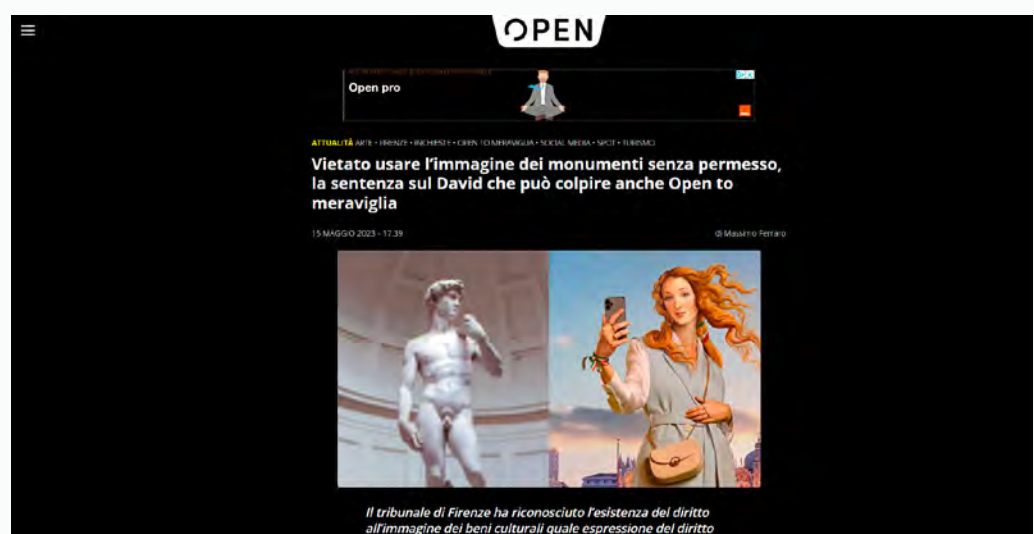 OPEN
Open pro
ATTUALITÀ ARTE • FIRENZE • INCHIESTE • OPEN TO MERAVIGLIA • SOCIAL MEDIA • SPOT • TURISMO
Vietato usare l'immagine dei monumenti senza permesso,
la sentenza sul David che può colpire anche Open to
meraviglia
15 MAGGIO 2023 - 17:39
di Massimo Ferraro
Il tribunale di Firenze ha riconosciuto l'esistenza del diritto
all'immagine dei beni culturali quale espressione del diritto